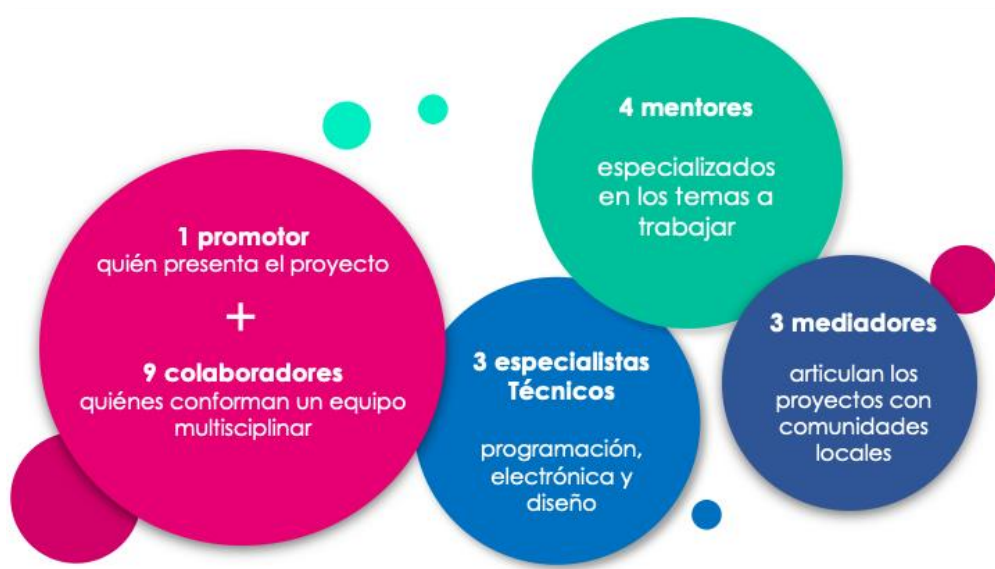 1 promotor
quién presenta el proyecto
+
9 colaboradores
quiénes conforman un equipo
multisciplinar
3 especialistas
Técnicos
programación,
electrónica y
diseño
4 mentores
especializados
en los temas a
trabajar
3 mediadores
articulan los
proyectos con
comunidades
locales